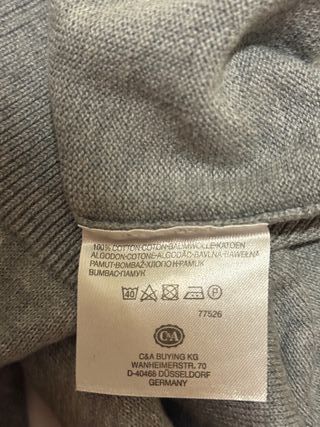 100% COTTON·COTON·BAUMWOLLE·KATOEN
ALGODON·COTONE·ALGODÃO·BAVLNA·BAWEŁNA
PAMUT·BOMBAŽ·ХЛОПОК·PAMUK
BUMBAC·ПАМУК
40 P
77526
C&A
C&A BUYING KG
WANHEIMERSTR. 70
D-40468 DÜSSELDORF
GERMANY